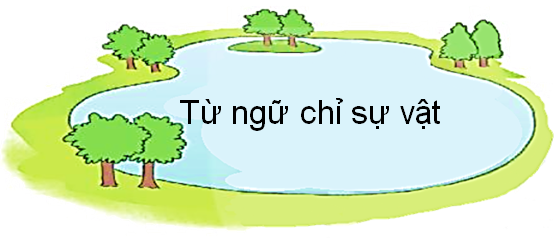 Từ ngữ chỉ sự vật